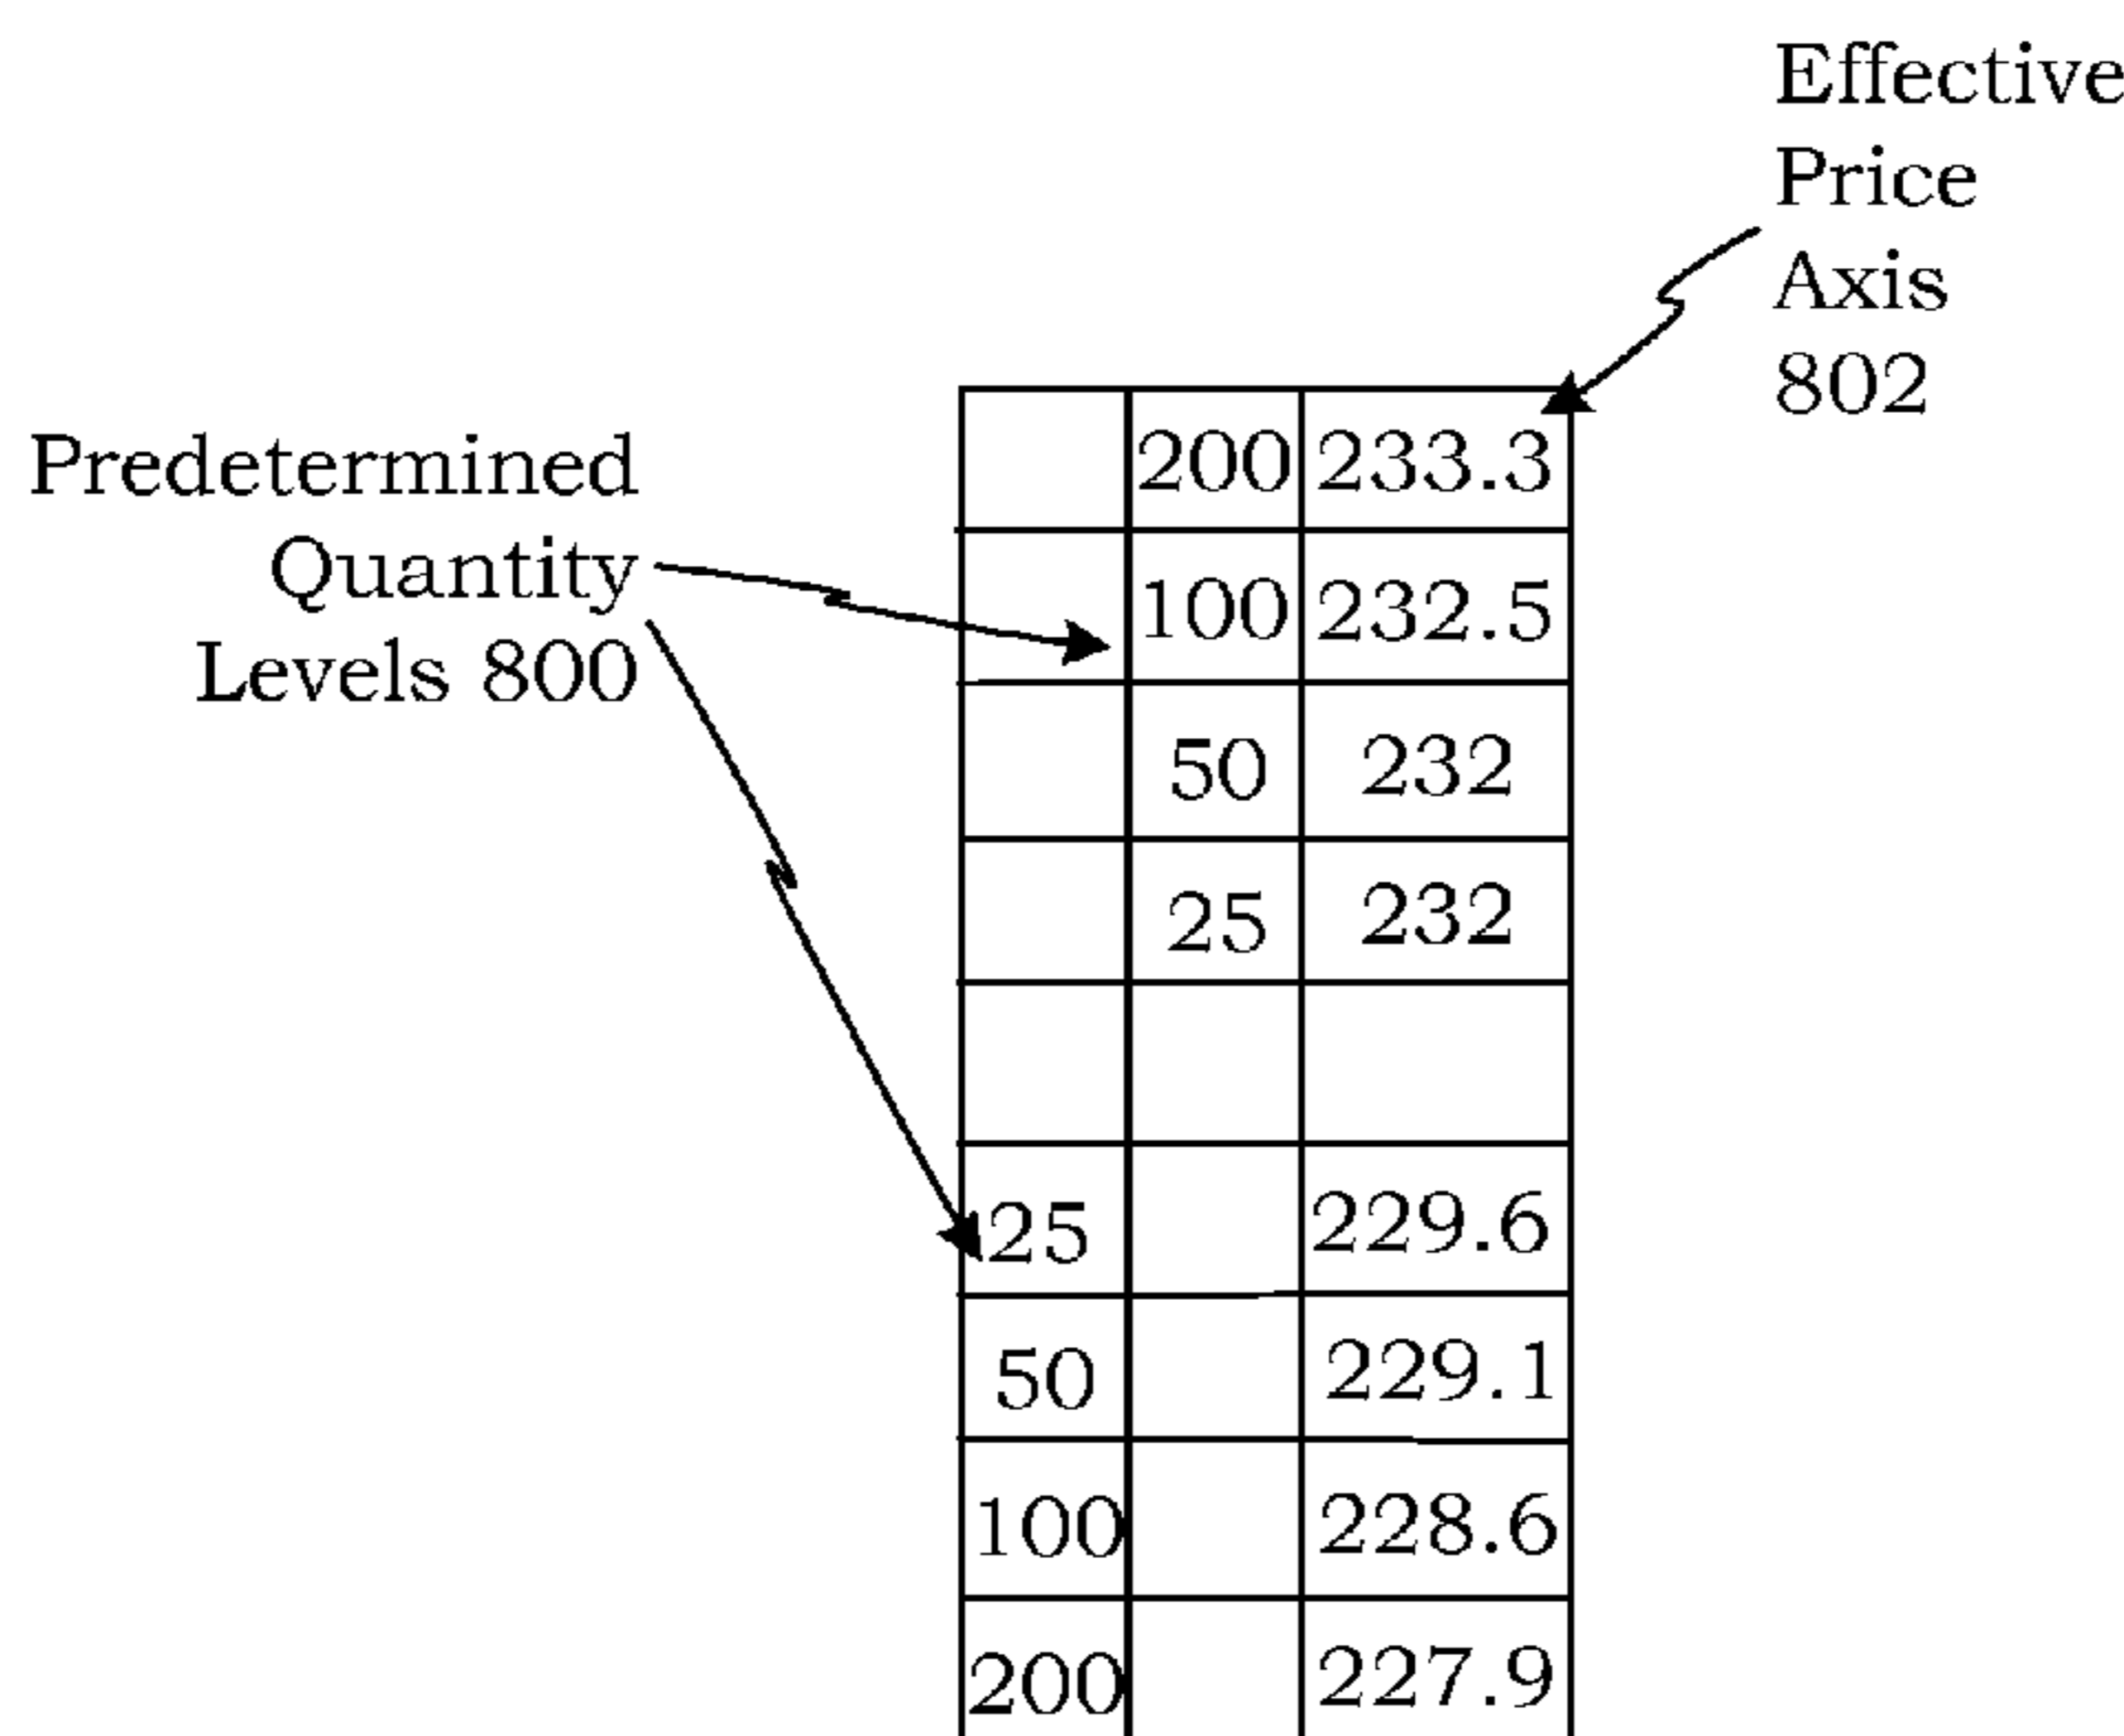 Effective
Price
Axis
802
Predetermined
Quantity
Levels 800
200 233.3
100 232.5
50 232
25 232
25 229.6
50 229.1
100 228.6
200 227.9